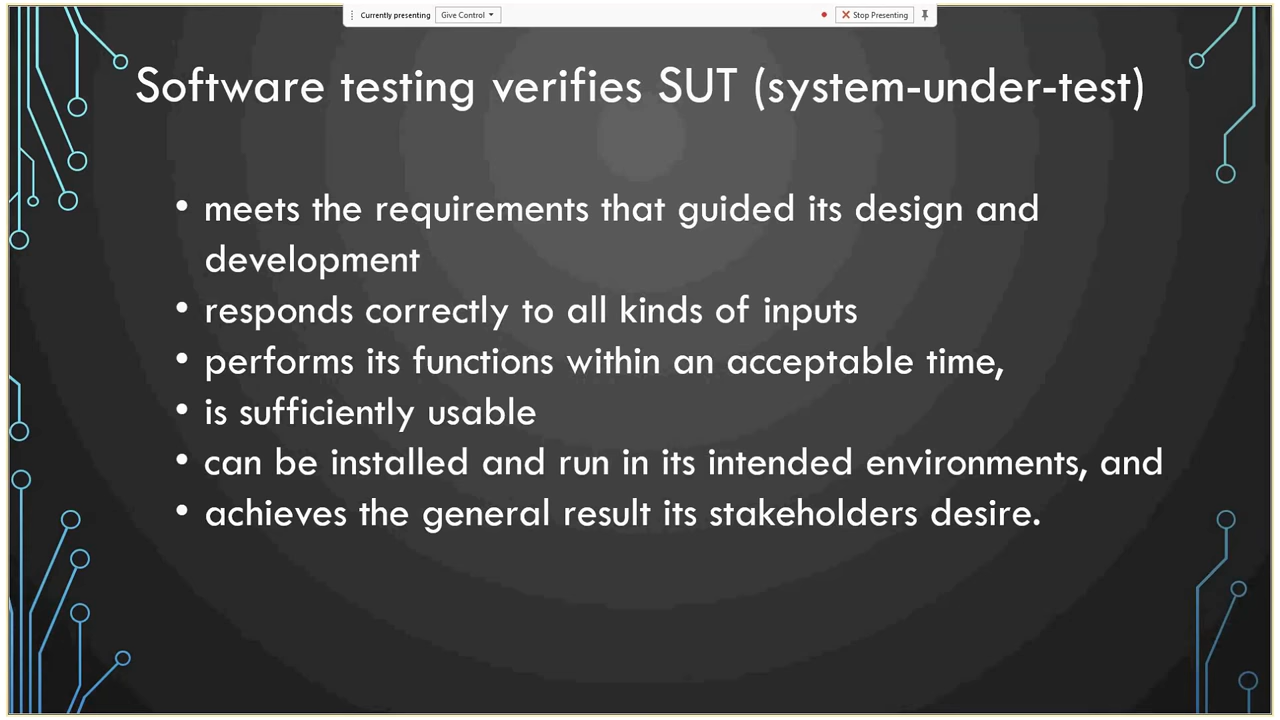 Currently presenting Give Control Stop Presenting
Software testing verifies SUT (system-under-test)
• meets the requirements that guided its design and
development
• responds correctly to all kinds of inputs
• performs its functions within an acceptable time,
• is sufficiently usable
• can be installed and run in its intended environments, and
• achieves the general result its stakeholders desire.